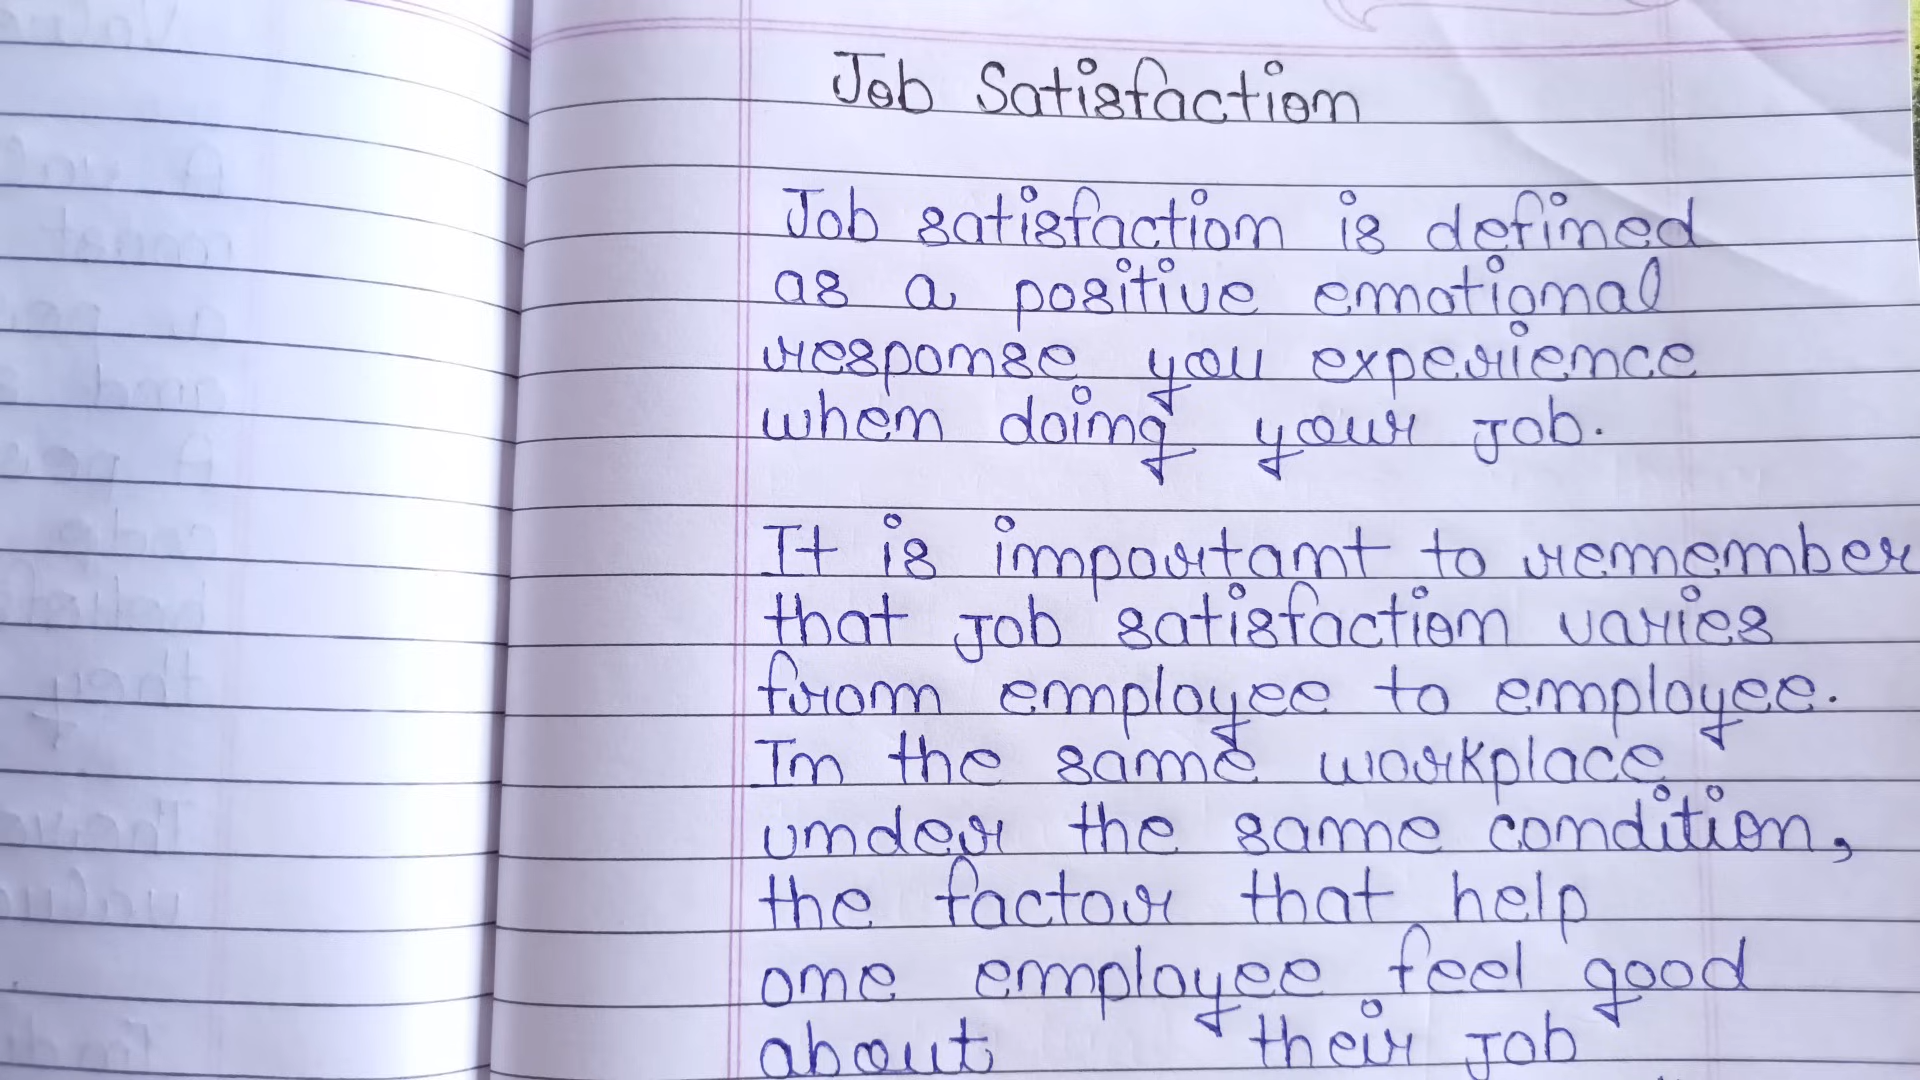 Job Satisfaction
Job satisfaction is defined
as a positive emotional
response you experience
when doing your job.
It is important to remember
that job satisfaction varies
from employee to employee.
In the same workplace
under the same condition,
the factor that help
one employee feel good
about their job